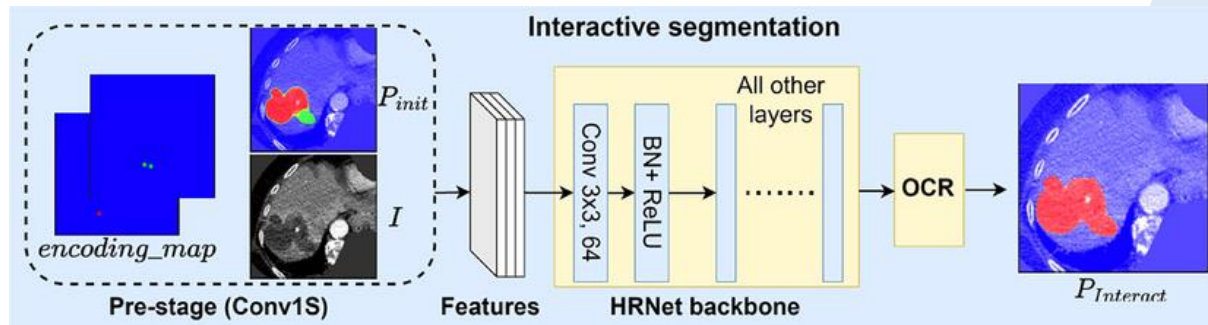 Interactive segmentation
P_init
I
encoding_map
Pre-stage (Conv1S)
Features
Conv 3x3, 64
BN+ ReLU
All other
layers
HRNet backbone
OCR
P_Interact